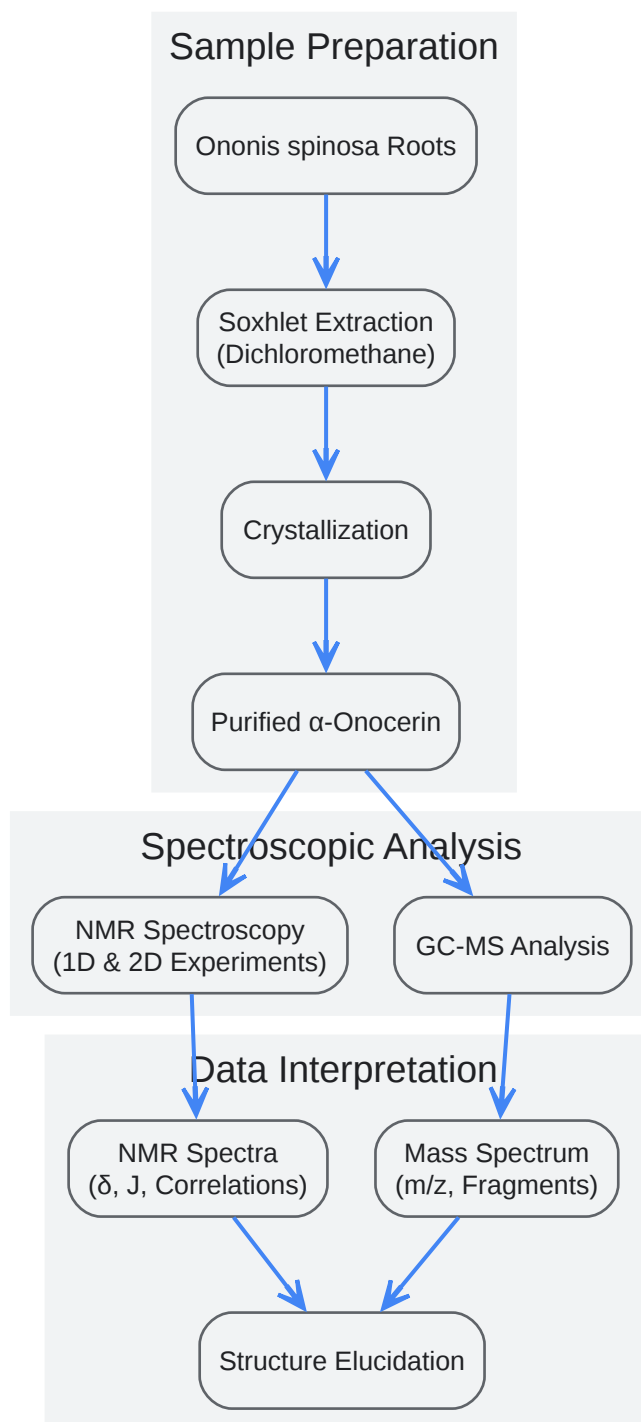 Sample Preparation
Ononis spinosa Roots
Soxhlet Extraction
(Dichloromethane)
Crystallization
Purified α-Onocerin
Spectroscopic Analysis
NMR Spectroscopy
(1D & 2D Experiments)
GC-MS Analysis
Data Interpretation
NMR Spectra
(δ, J, Correlations)
Mass Spectrum
(m/z, Fragments)
Structure Elucidation